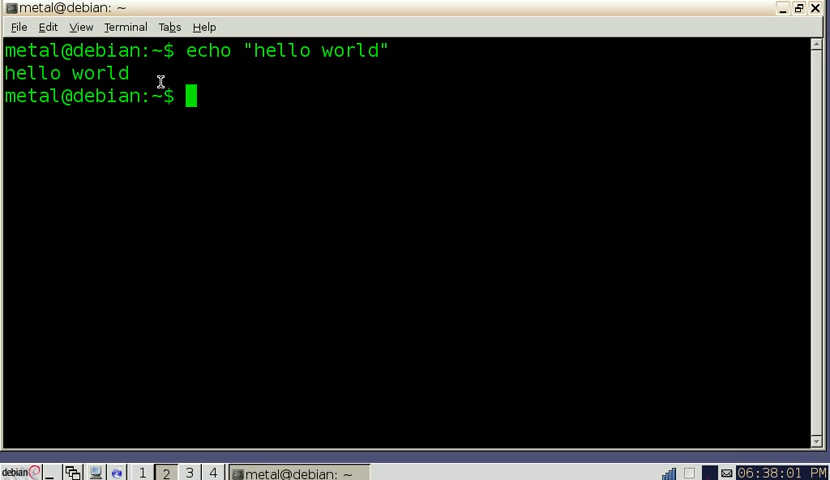 metal@debian: ~
File Edit View Terminal Tabs Help
metal@debian:~$ echo "hello world"
hello world
metal@debian:~$
debian 1 2 3 4 metal@debian: ~ 06:38:01 PM